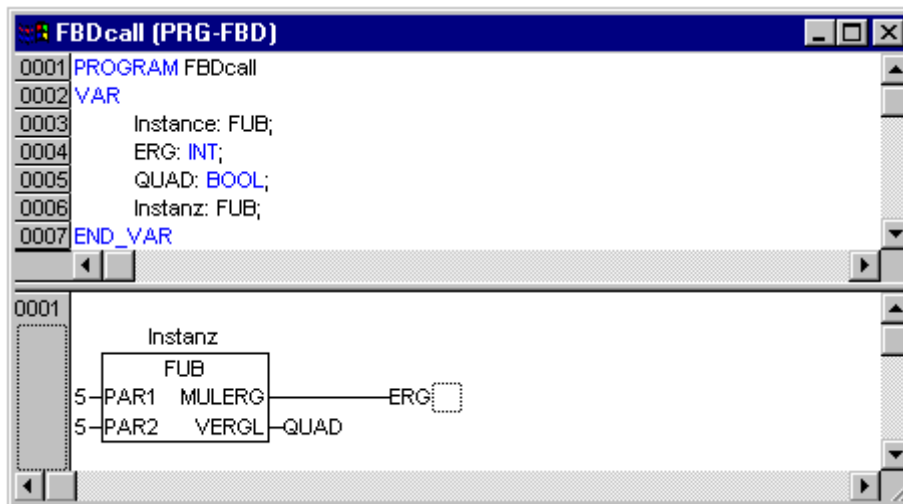 FBDcall (PRG-FBD)
0001 PROGRAM FBDcall
0002 VAR
0003 Instance: FUB;
0004 ERG: INT;
0005 QUAD: BOOL;
0006 Instanz: FUB;
0007 END_VAR
0001
Instanz
FUB
5 PAR1 MULERG ERG
5 PAR2 VERGL QUAD